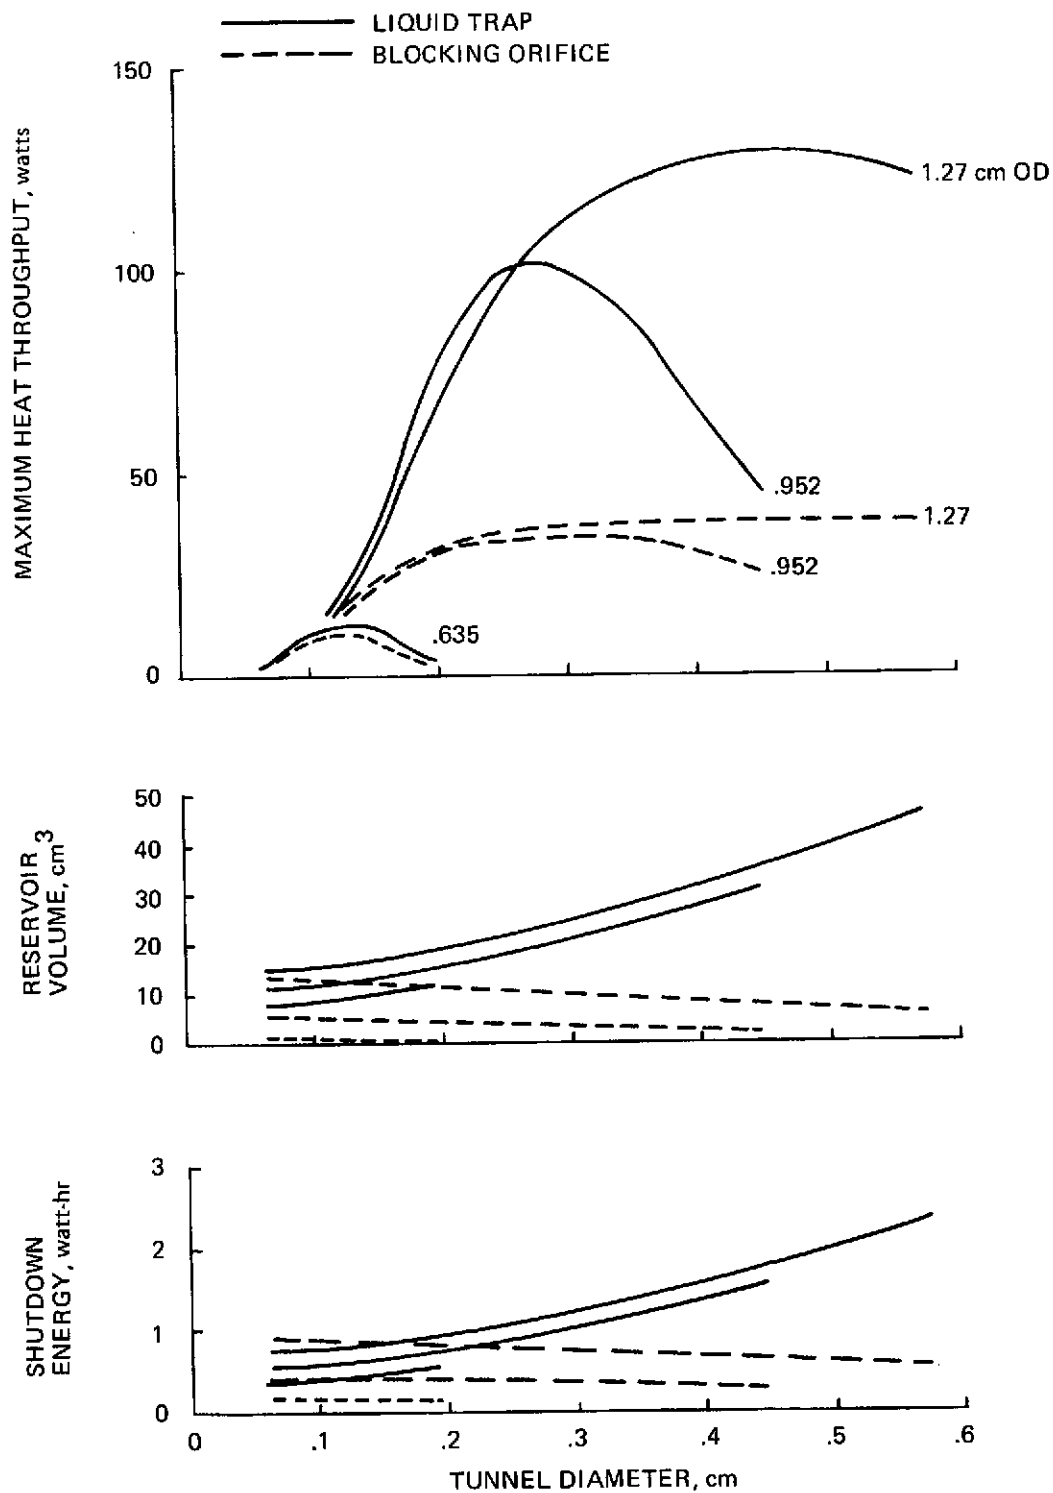 LIQUID TRAP
BLOCKING ORIFICE
MAXIMUM HEAT THROUGHPUT, watts
150
100
50
0
1.27 cm OD
.952
1.27
.952
.635
RESERVOIR
VOLUME, cm³
50
40
30
20
10
0
SHUTDOWN
ENERGY, watt-hr
3
2
1
0
0 .1 .2 .3 .4 .5 .6
TUNNEL DIAMETER, cm